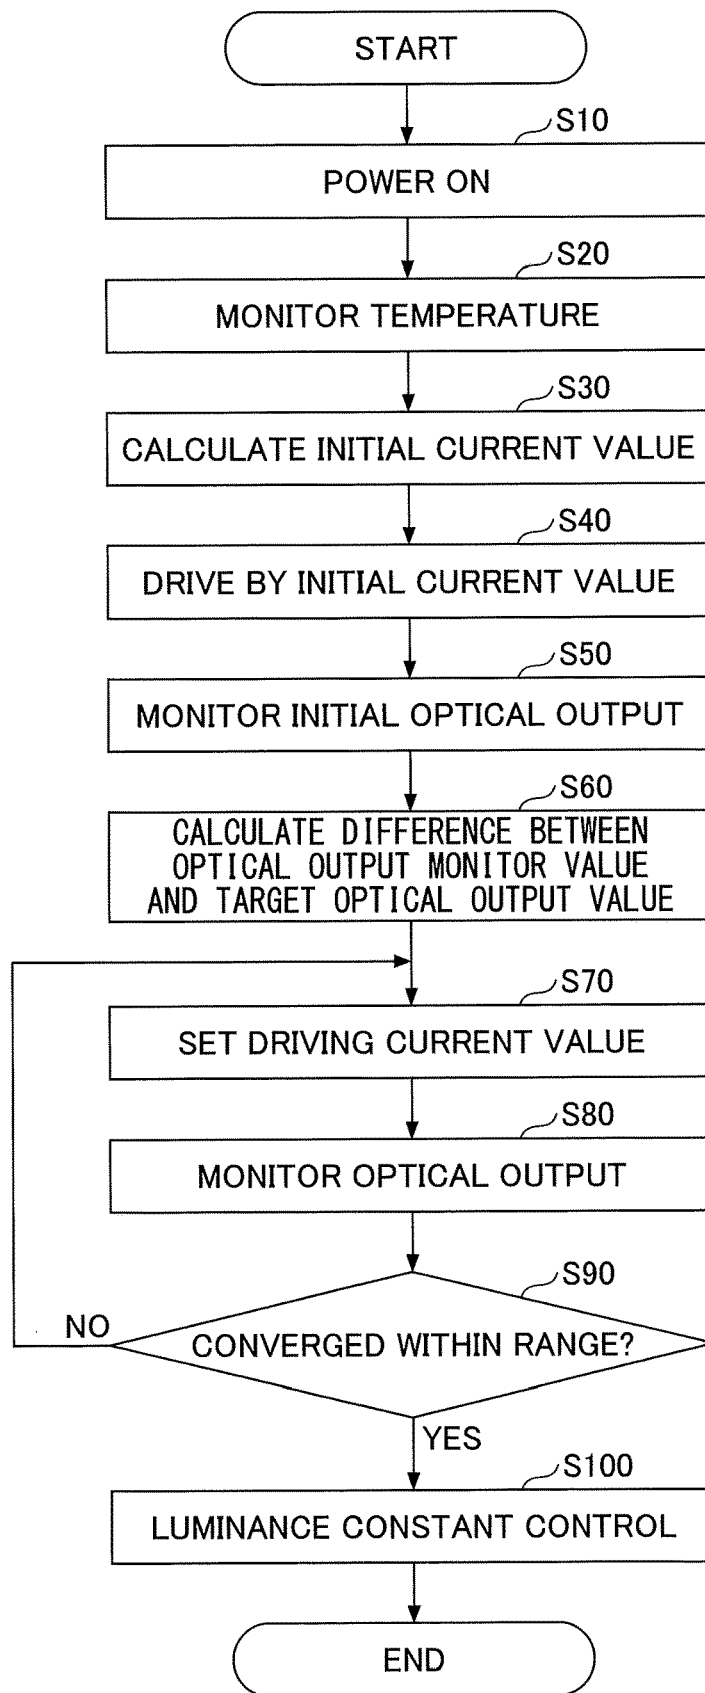 START
S10
POWER ON
S20
MONITOR TEMPERATURE
S30
CALCULATE INITIAL CURRENT VALUE
S40
DRIVE BY INITIAL CURRENT VALUE
S50
MONITOR INITIAL OPTICAL OUTPUT
S60
CALCULATE DIFFERENCE BETWEEN
OPTICAL OUTPUT MONITOR VALUE
AND TARGET OPTICAL OUTPUT VALUE
S70
SET DRIVING CURRENT VALUE
S80
MONITOR OPTICAL OUTPUT
S90
NO
CONVERGED WITHIN RANGE?
YES
S100
LUMINANCE CONSTANT CONTROL
END